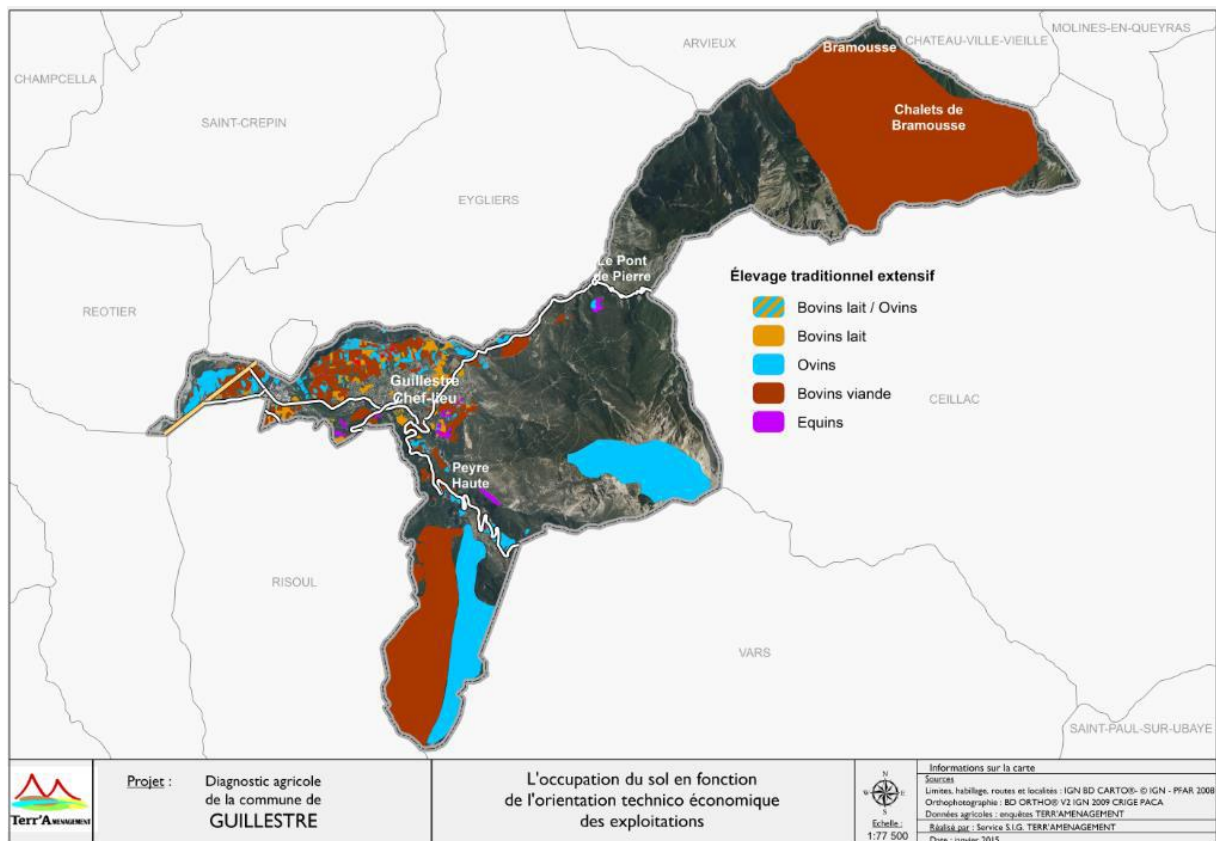 MOLINES-EN-QUEYRAS
ARVIEUX
CHATEAU-VILLE-VIEILLE
Bramousse
CHAMPCELLA
Chalets de
Bramousse
SAINT-CREPIN
EYGLIERS
Le Pont
de Pierre
REOTIER
Guillestre
Chef-lieu
CEILLAC
Peyre
Haute
RISOUL
VARS
SAINT-PAUL-SUR-UBAYE
Élevage traditionnel extensif
Bovins lait / Ovins
Bovins lait
Ovins
Bovins viande
Equins
Terr'AMENAGEMENT
Projet :
Diagnostic agricole
de la commune de
GUILLESTRE
L'occupation du sol en fonction
de l'orientation technico économique
des exploitations
N
W E
S
Echelle :
1:77 500
Informations sur la carte
Sources
Limites, habillage, routes et localités : IGN BD CARTO®- © IGN - PFAR 2008
Orthophotographie : BD ORTHO® V2 IGN 2009 CRIGE PACA
Données agricoles : enquêtes TERR'AMENAGEMENT
Réalisé par : Service S.I.G. TERR'AMENAGEMENT
Date : janvier 2015